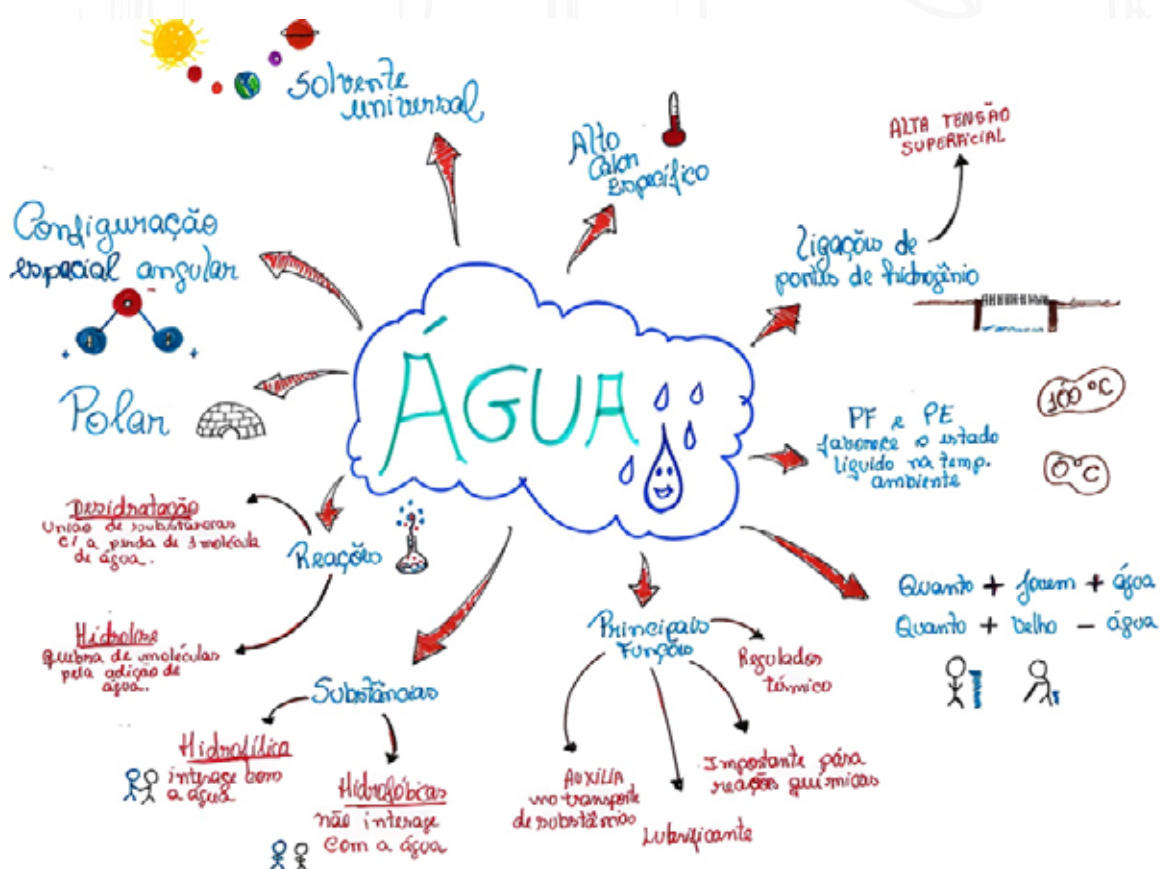 Solvente
universal
Alto
Calor
Específico
ALTA TENSÃO
SUPERFICIAL
Configuração
espacial angular
Ligações de
pontes de hidrogênio
ÁGUA
Polar
PF e PE
favorece o estado
líquido na temp.
ambiente
100 °C
0 °C
Desidratação
União de substâncias
c/ a perda de 1 molécula
de água.
Reações
Hidrólise
Quebra de moléculas
pela adição de
água.
Quanto + jovem + água
Quanto + velho - água
Principais
Funções
Regulador
térmico
Substâncias
Hidrofílica
interage com
a água
Hidrofóbicas
não interage
com a água
AUXÍLIA
no transporte
de substâncias
Lubrificante
Importante pára
reações químicas